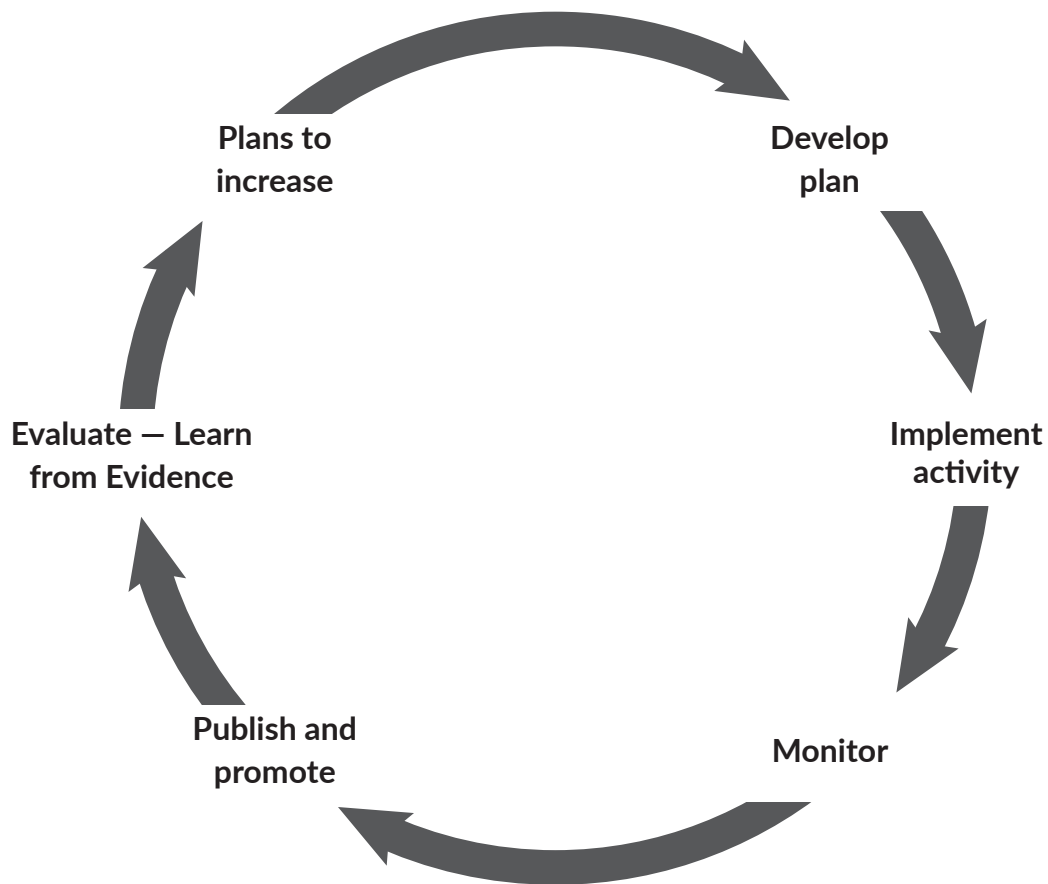 Plans to
increase
Develop
plan
Implement
activity
Monitor
Publish and
promote
Evaluate — Learn
from Evidence